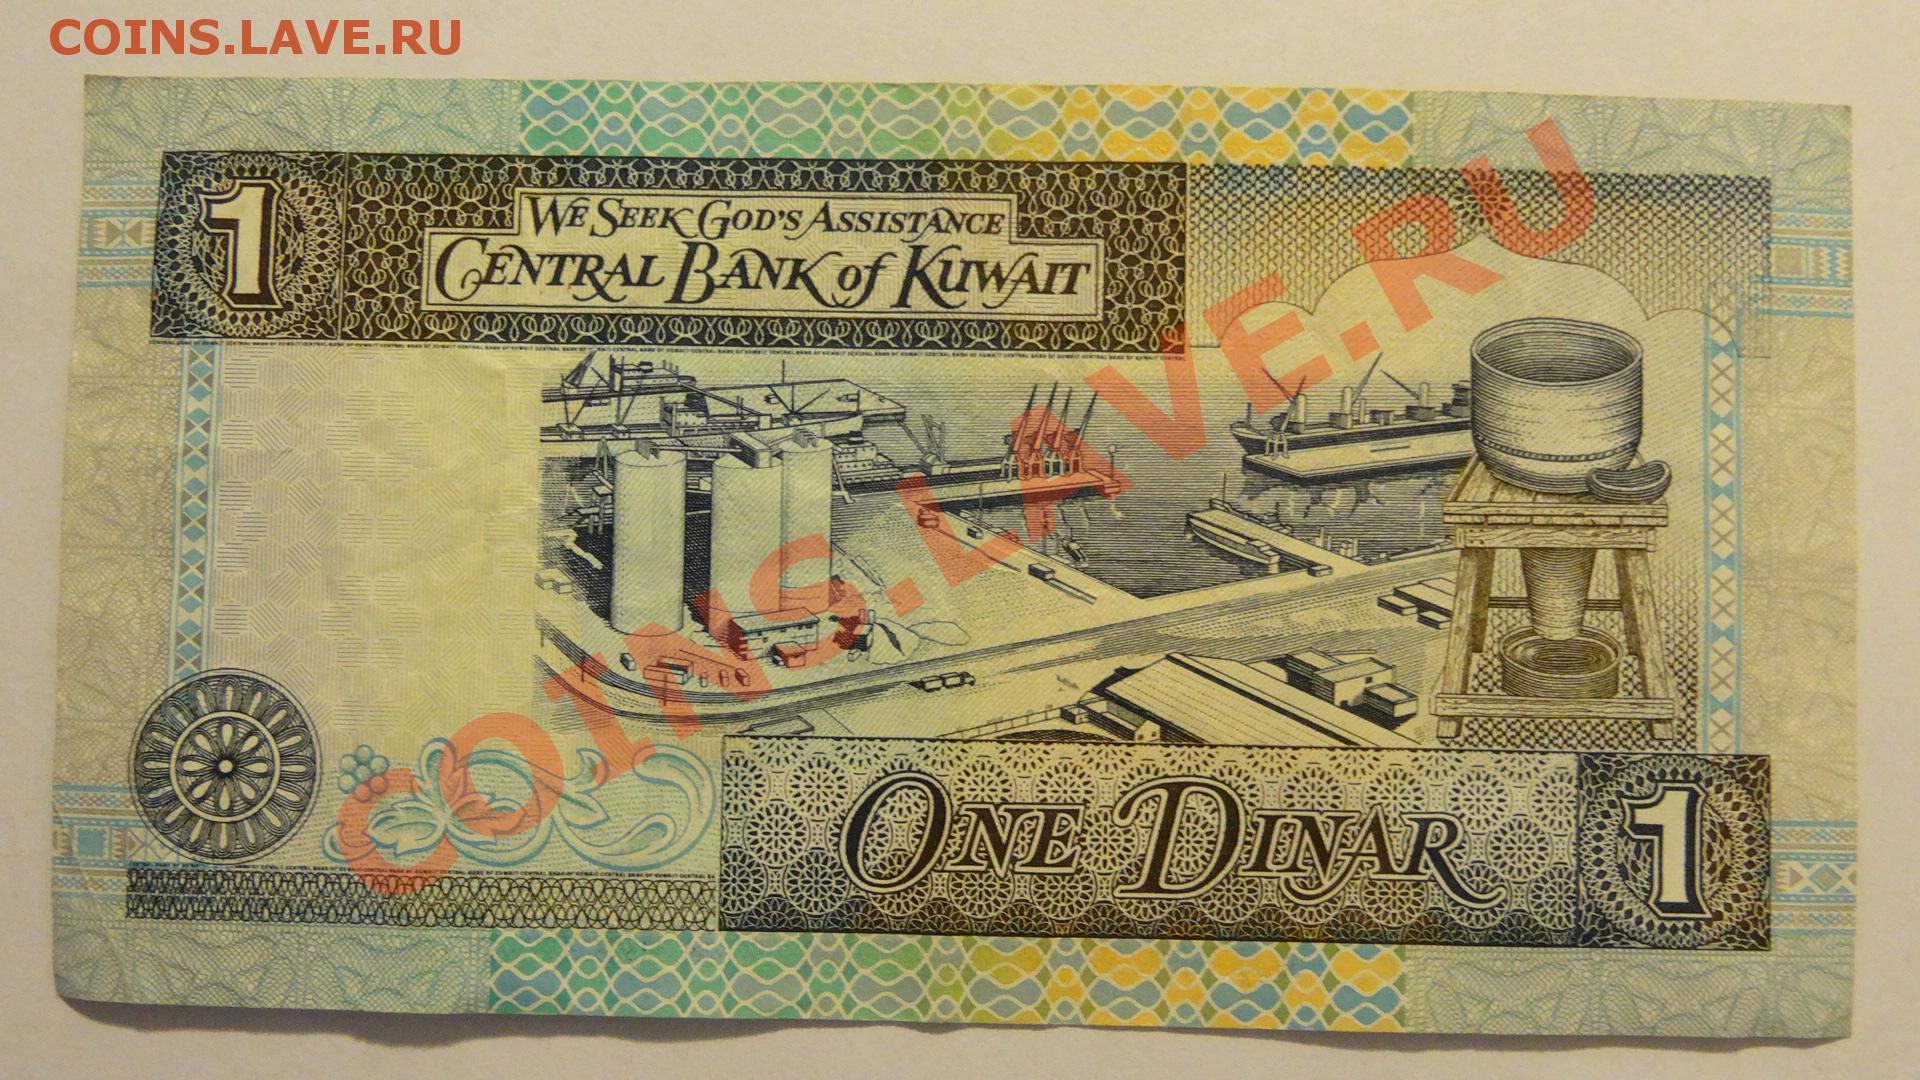 COINS.LAVE.RU
1
WE SEEK GOD'S ASSISTANCE
CENTRAL BANK of KUWAIT
COINS.LAVE.RU
ONE DINAR
1